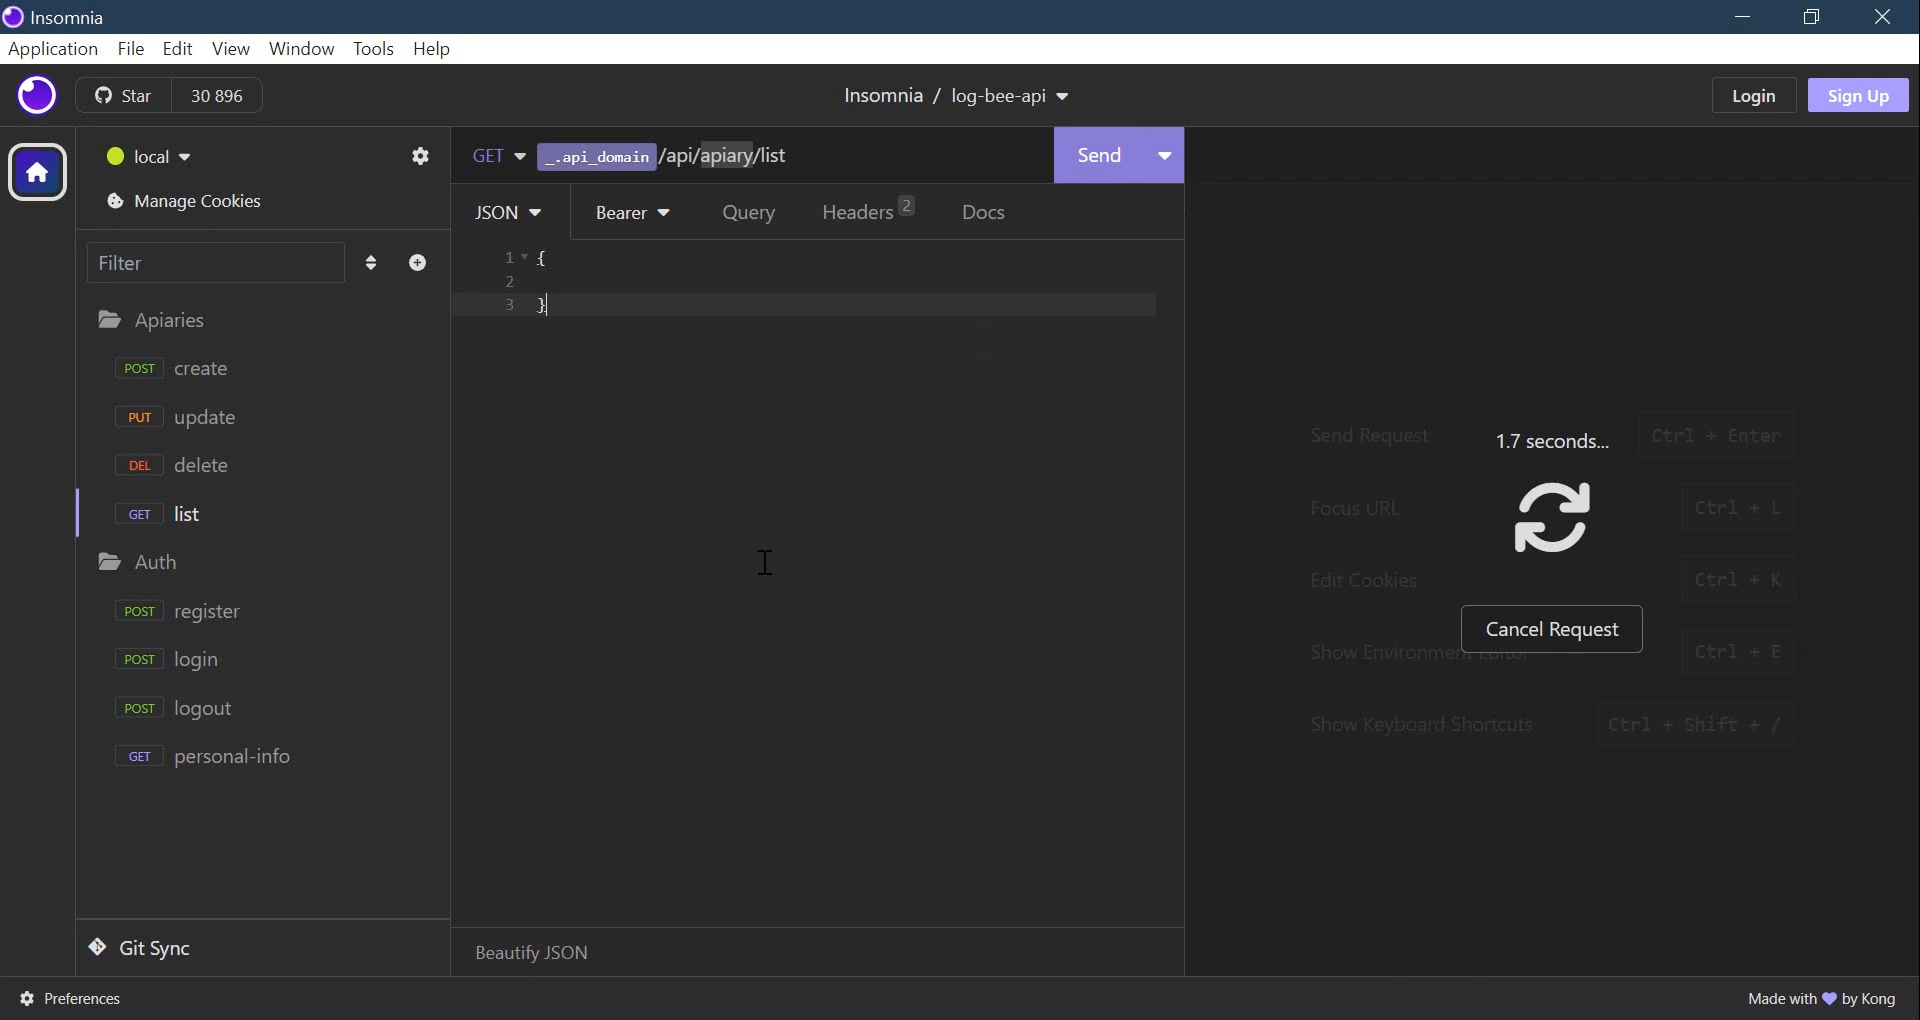 Insomnia
Application File Edit View Window Tools Help
Star 30 896
Insomnia / log-bee-api
Login Sign Up
local
Manage Cookies
Filter
Apiaries
POST create
PUT update
DEL delete
GET list
Auth
POST register
POST login
POST logout
GET personal-info
Git Sync
GET _.api_domain /api/apiary/list
Send
JSON Bearer Query Headers 2 Docs
1 {
2
3 }
Beautify JSON
1.7 seconds...
Send Request Ctrl + Enter
Focus URL Ctrl + L
Edit Cookies Ctrl + K
Cancel Request
Show Environment Editor Ctrl + E
Show Keyboard Shortcuts Ctrl + Shift + /
Preferences
Made with by Kong